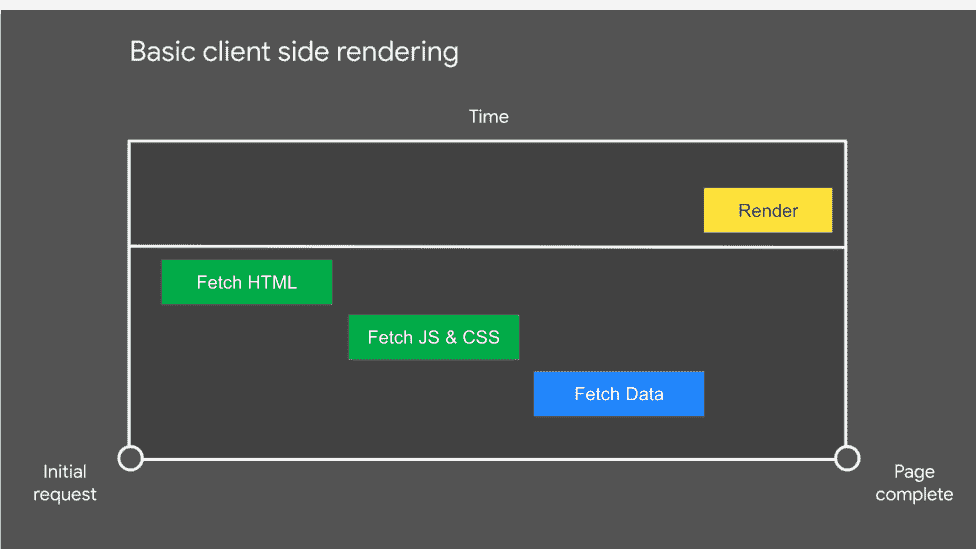 Basic client side rendering
Time
Render
Fetch HTML
Fetch JS & CSS
Fetch Data
Initial
request
Page
complete